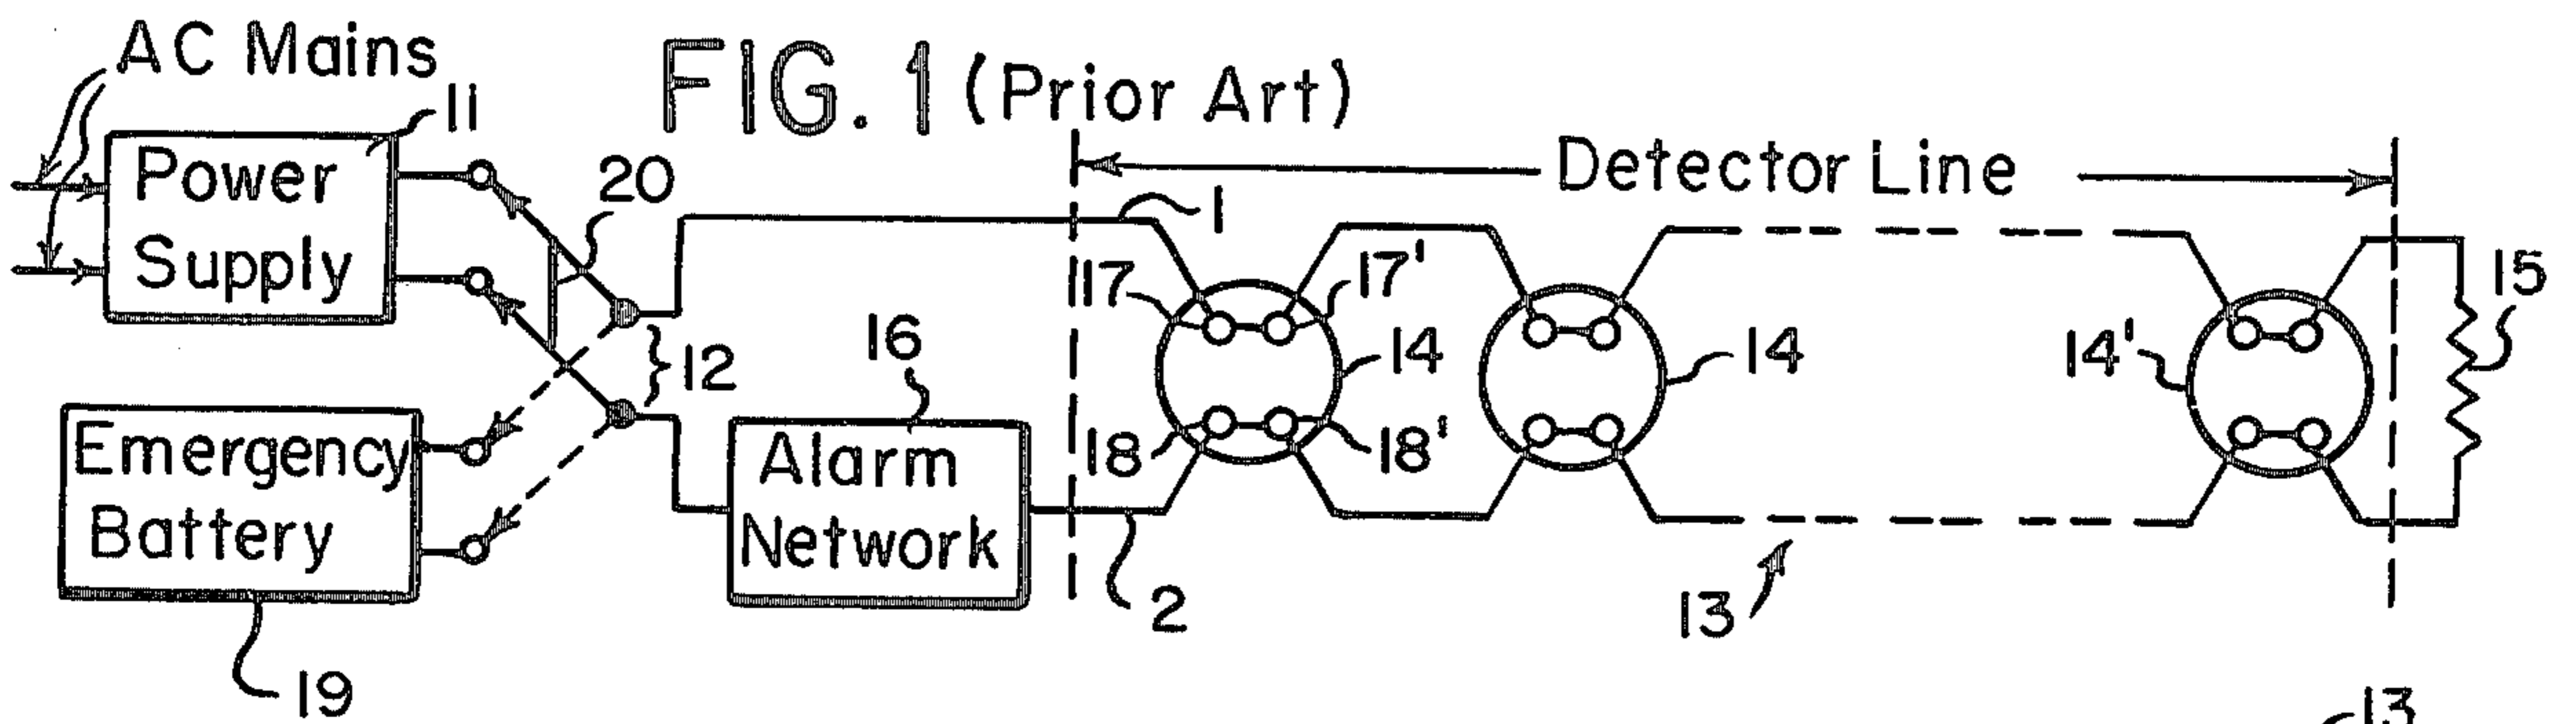 AC Mains
FIG. 1 (Prior Art)
11
Power
Supply
20
Detector Line
1
17
17'
15
12
16
14
14
14'
Emergency
Battery
Alarm
Network
18
18'
2
13
19
13